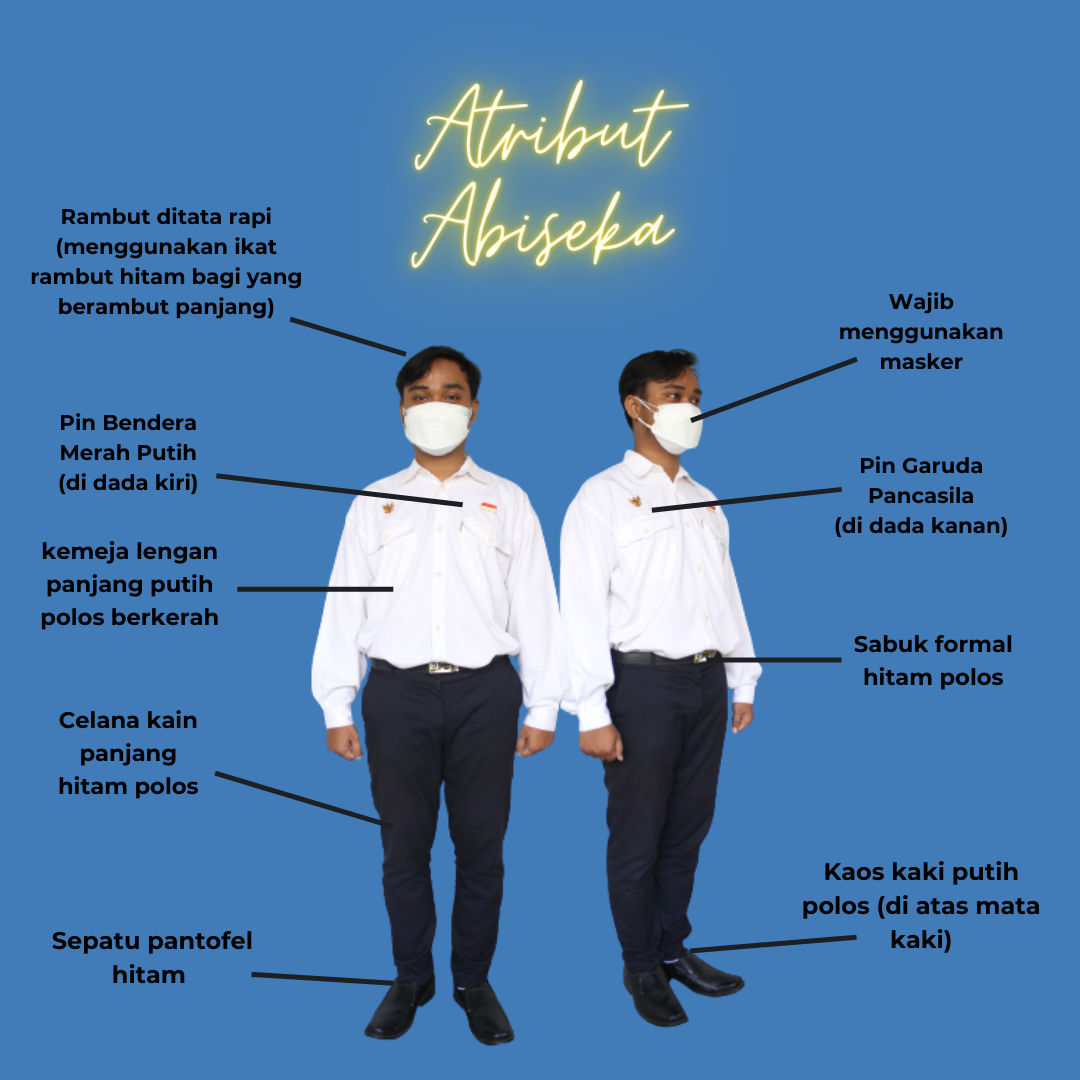 Atribut
Abiseka
Rambut ditata rapi
(menggunakan ikat
rambut hitam bagi yang
berambut panjang)
Wajib
menggunakan
masker
Pin Bendera
Merah Putih
(di dada kiri)
Pin Garuda
Pancasila
(di dada kanan)
kemeja lengan
panjang putih
polos berkerah
Sabuk formal
hitam polos
Celana kain
panjang
hitam polos
Kaos kaki putih
polos (di atas mata
kaki)
Sepatu pantofel
hitam